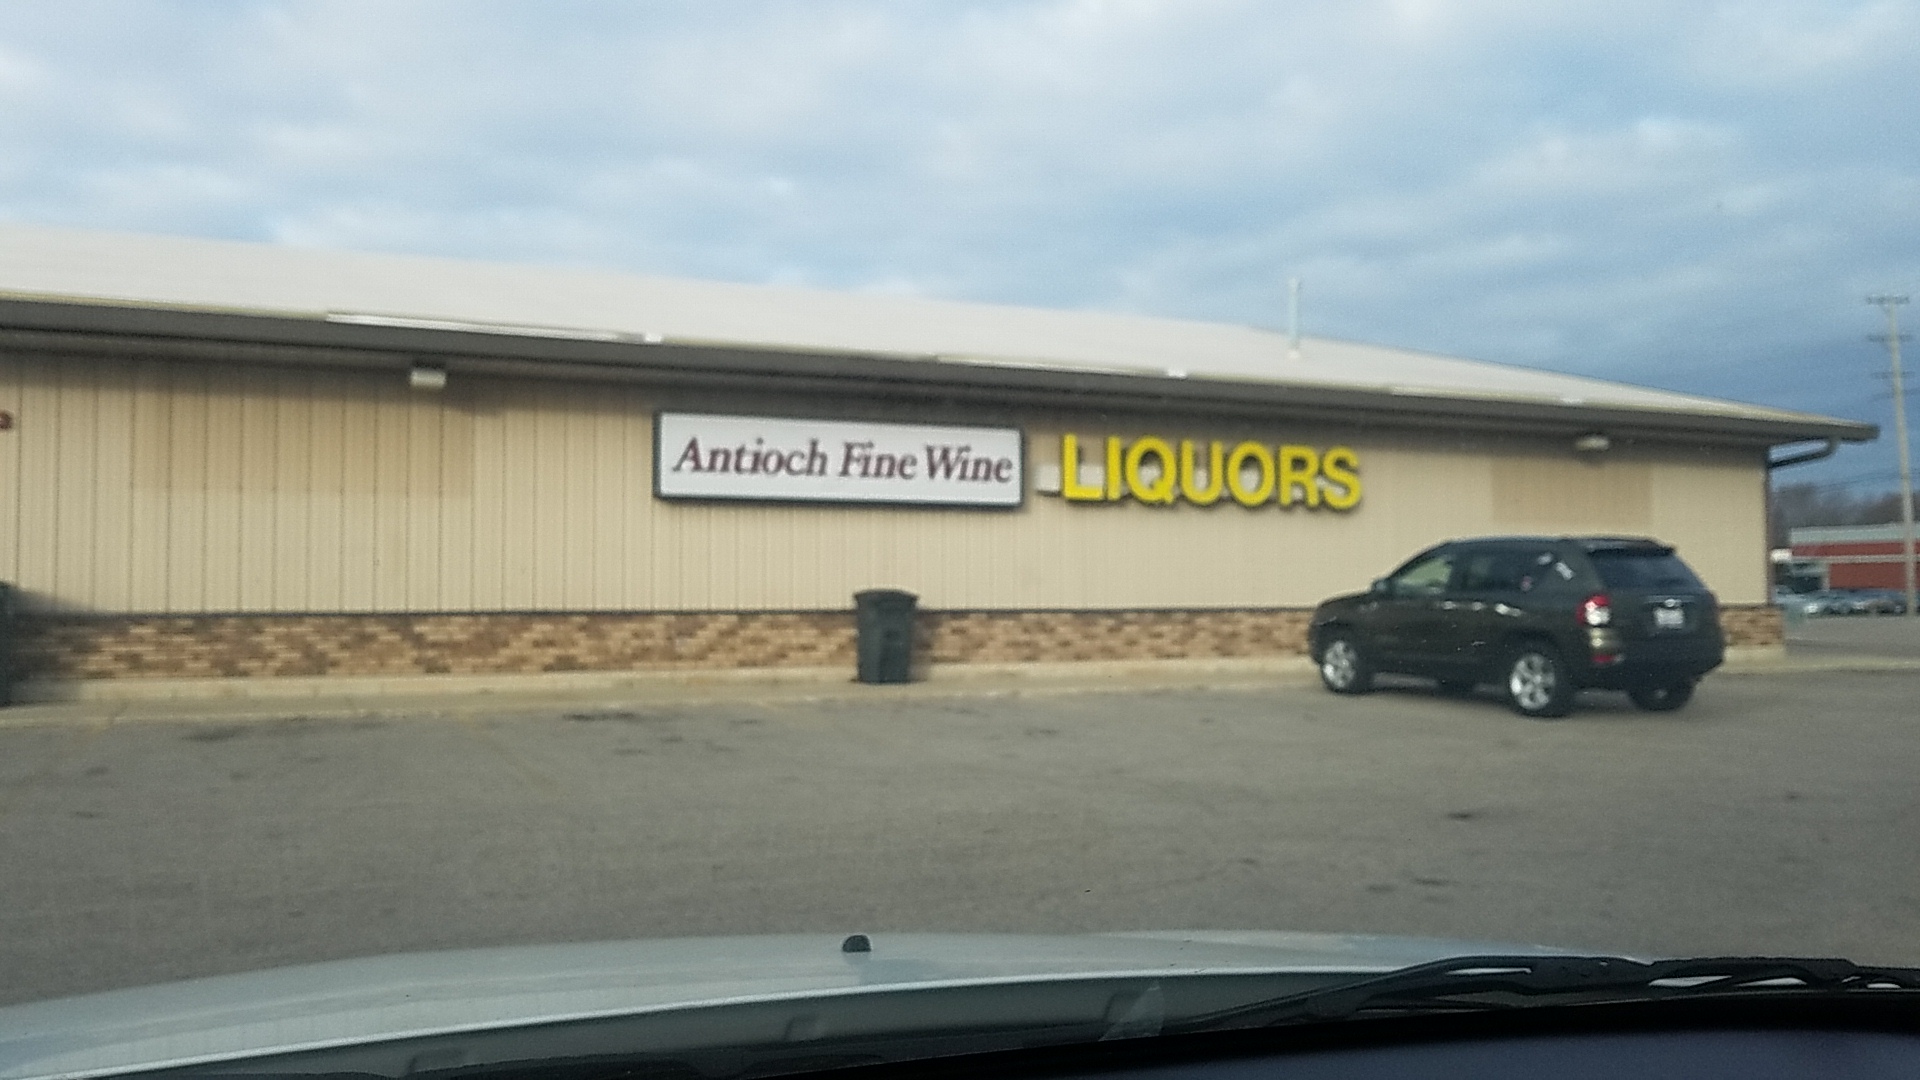 Antioch Fine Wine
LIQUORS